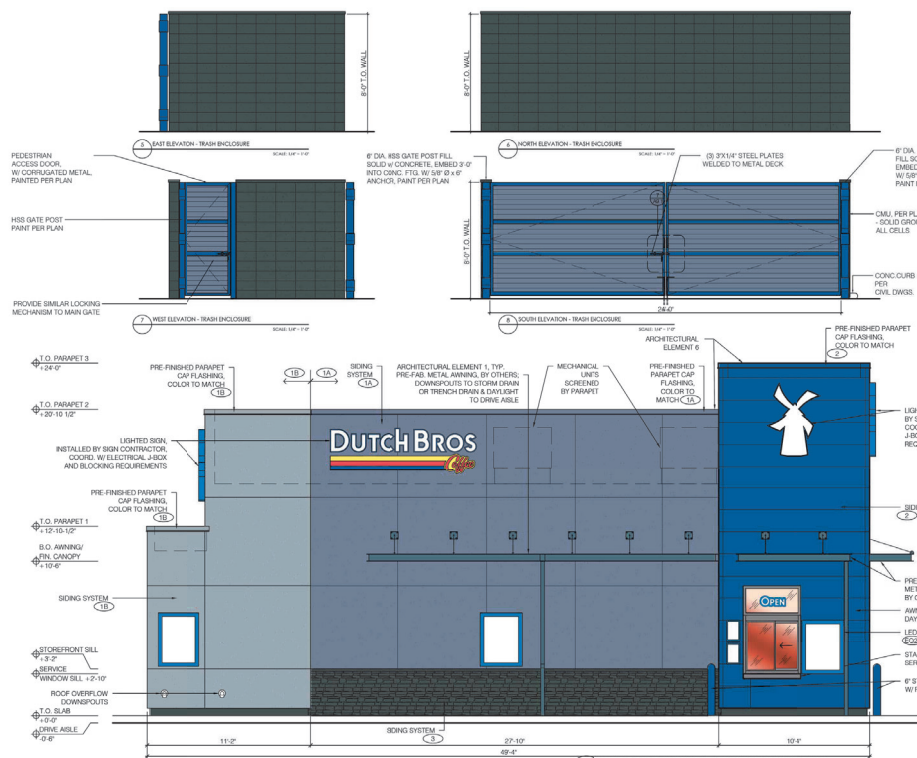 8'-0" T.O. WALL
8'-0" T.O. WALL
5
EAST ELEVATON - TRASH ENCLOSURE
SCALE: 1/4" = 1'-0"
6
NORTH ELEVATION - TRASH ENCLOSURE
SCALE: 1/4" = 1'-0"
PEDESTRIAN
ACCESS DOOR,
W/ CORRUGATED METAL,
PAINTED PER PLAN
HSS GATE POST
PAINT PER PLAN
PROVIDE SIMILAR LOCKING
MECHANISM TO MAIN GATE
7
WEST ELEVATON - TRASH ENCLOSURE
SCALE: 1/4" = 1'-0"
6" DIA. HSS GATE POST FILL
SOLID w/ CONCRETE, EMBED 3'-0"
INTO CONC. FTG. W/ 5/8" Ø x 6"
ANCHOR, PAINT PER PLAN
8'-0" T.O. WALL
(3) 3"X1/4" STEEL PLATES
WELDED TO METAL DECK
6" DIA.
FILL SO
EMBED
W/ 5/8"
PAINT
CMU, PER PL
- SOLID GROU
ALL CELLS
CONC.CURB
PER
CIVIL DWGS.
24'-0"
8
SOUTH ELEVATION - TRASH ENCLOSURE
SCALE: 1/4" = 1'-0"
T.O. PARAPET 3
+24'-0"
T.O. PARAPET 2
+20'-10 1/2"
T.O. PARAPET 1
+12'-10-1/2"
B.O. AWNING/
FIN. CANOPY
+10'-6"
STOREFRONT SILL
+3'-2"
SERVICE
WINDOW SILL +2'-10"
T.O. SLAB
+0'-0"
DRIVE AISLE
-0'-6"
PRE-FINISHED PARAPET
CAP FLASHING,
COLOR TO MATCH
1B
1B
1A
SIDING
SYSTEM
1A
ARCHITECTURAL ELEMENT 1, TYP.
PRE-FAB. METAL AWNING, BY OTHERS;
DOWNSPOUTS TO STORM DRAIN
OR TRENCH DRAIN & DAYLIGHT
TO DRIVE AISLE
MECHANICAL
UNITS
SCREENED
BY PARAPIT
PRE-FINISHED
PARAPET CAP
FLASHING,
COLOR TO
MATCH 1A
ARCHITECTURAL
ELEMENT 6
PRE-FINISHED PARAPET
CAP FLASHING,
COLOR TO MATCH
2
LIGHTED SIGN,
INSTALLED BY SIGN CONTRACTOR,
COORD. W/ ELECTRICAL J-BOX
AND BLOCKING REQUIREMENTS
DUTCH BROS
Coffee
PRE-FINISHED PARAPET
CAP FLASHING,
COLOR TO MATCH
1B
SIDING SYSTEM
1B
ROOF OVERFLOW
DOWNSPOUTS
OPEN
LIGH
BY S
COO
J-BO
REQ
SIDI
2
PRE
MET
BY O
AWN
DAY
LED
STA
SER
6" S
W/ F
SIDING SYSTEM
3
11'-2"
27'-10"
10'-4"
49'-4"